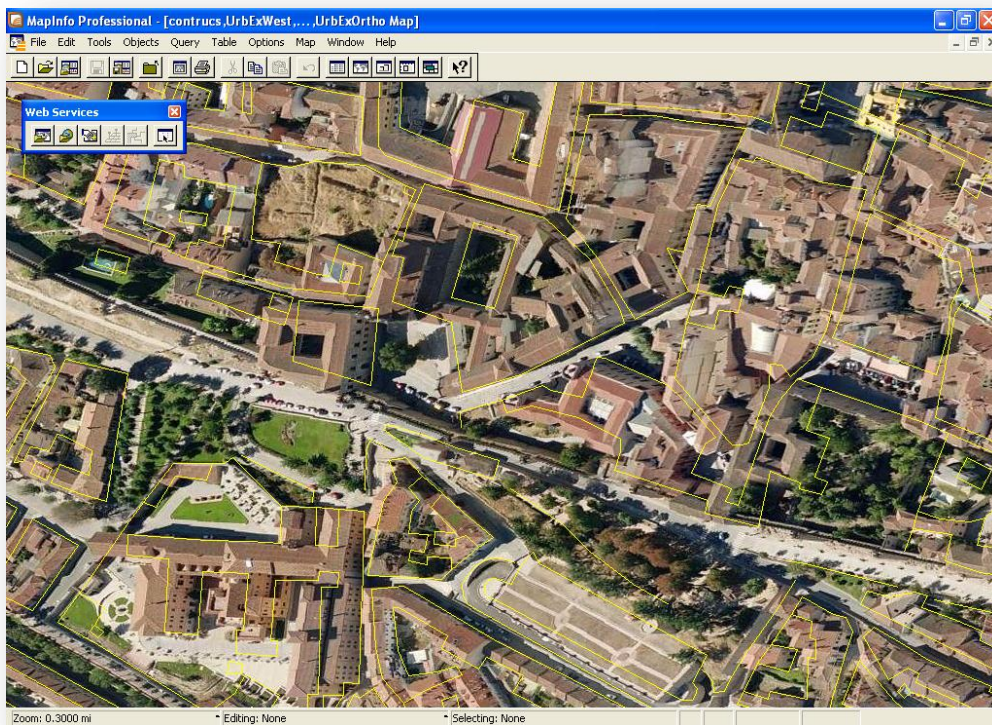 MapInfo Professional - [contrucs,UrbExWest,...,UrbExOrtho Map]
File Edit Tools Objects Query Table Options Map Window Help
Web Services
Zoom: 0.3000 mi Editing: None Selecting: None